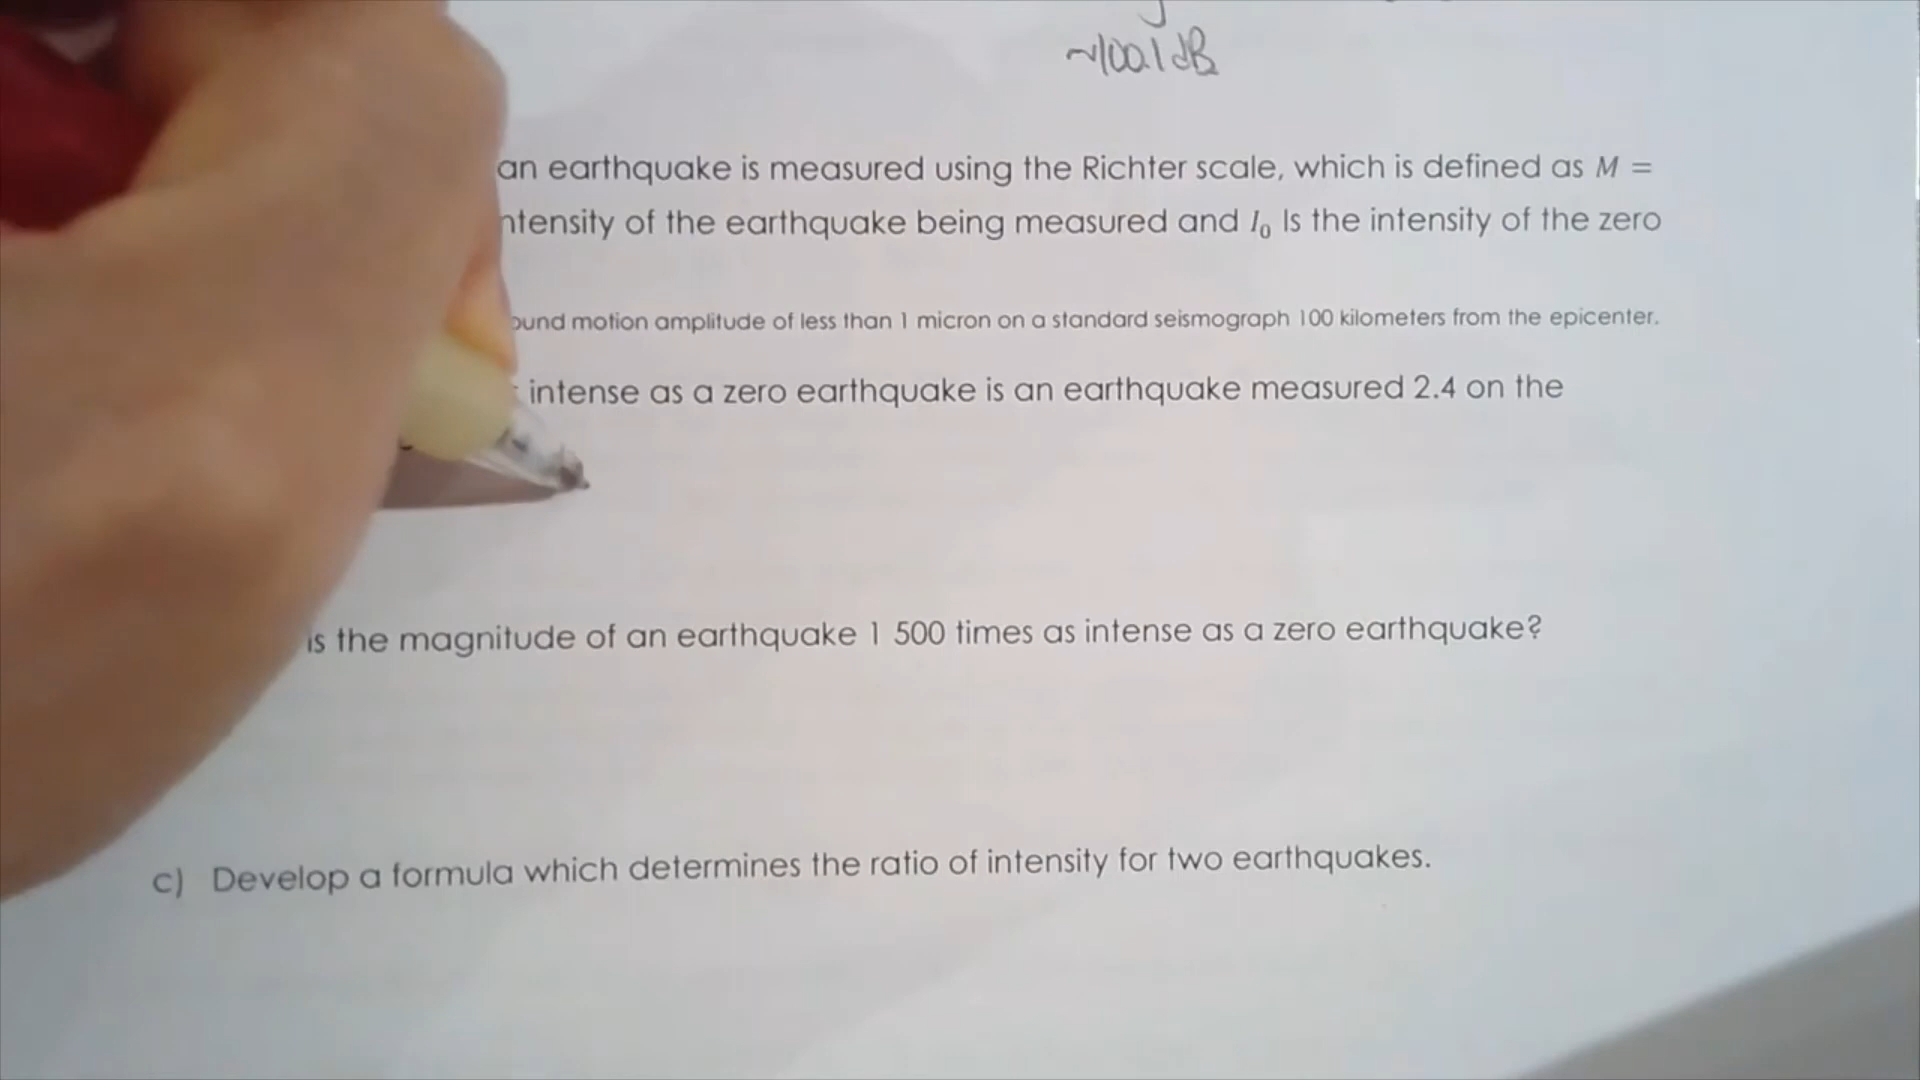 ~100.1 dB
an earthquake is measured using the Richter scale, which is defined as M =
ntensity of the earthquake being measured and I₀ Is the intensity of the zero
ound motion amplitude of less than 1 micron on a standard seismograph 100 kilometers from the epicenter.
intense as a zero earthquake is an earthquake measured 2.4 on the
is the magnitude of an earthquake 1 500 times as intense as a zero earthquake?
c) Develop a formula which determines the ratio of intensity for two earthquakes.